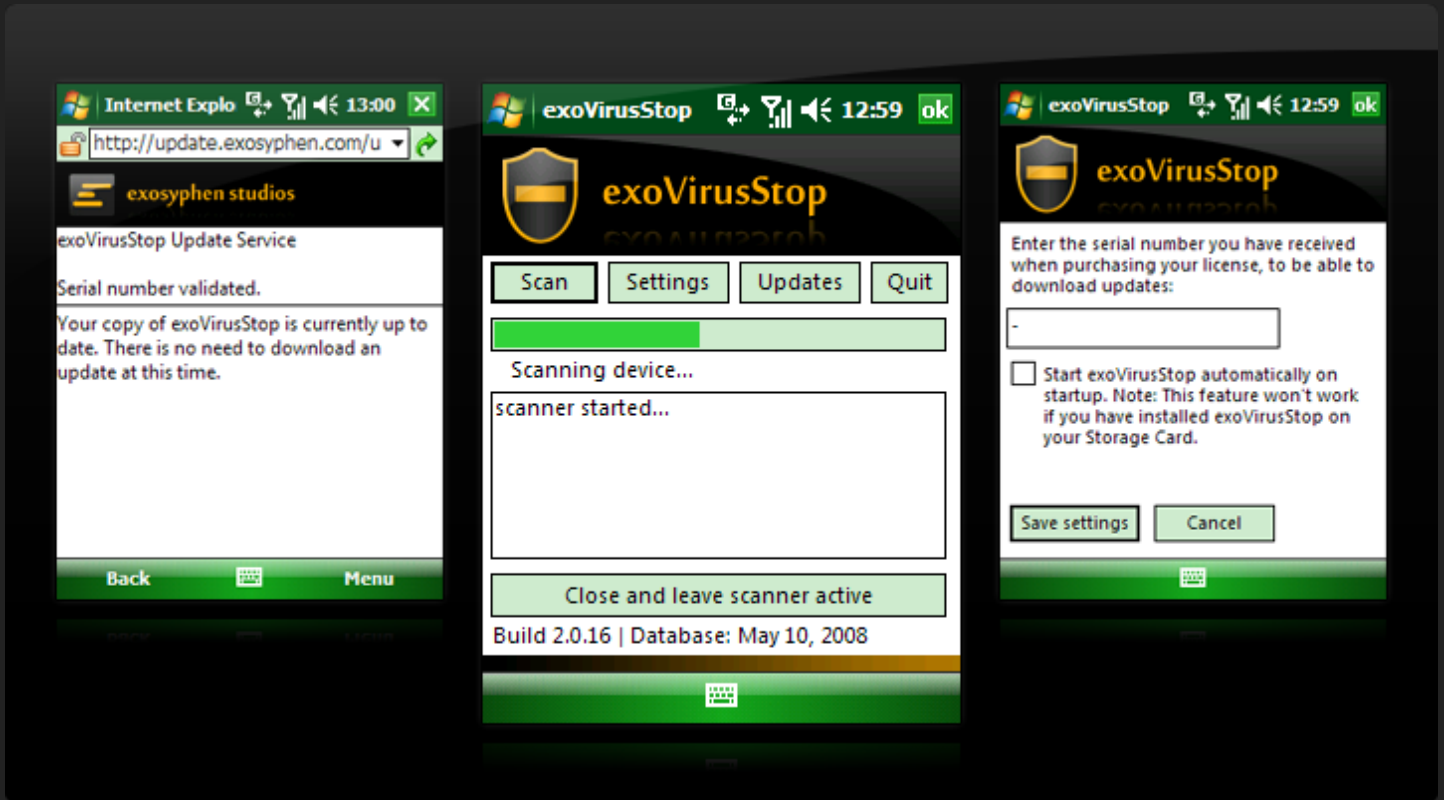 Internet Explo 13:00
http://update.exosyphen.com/u
exosyphen studios
exoVirusStop Update Service
Serial number validated.
Your copy of exoVirusStop is currently up to
date. There is no need to download an
update at this time.
Back Menu
exoVirusStop 12:59 ok
exoVirusStop
Scan Settings Updates Quit
Scanning device...
scanner started...
Close and leave scanner active
Build 2.0.16 | Database: May 10, 2008
exoVirusStop 12:59 ok
exoVirusStop
Enter the serial number you have received
when purchasing your license, to be able to
download updates:
-
Start exoVirusStop automatically on
startup. Note: This feature won't work
if you have installed exoVirusStop on
your Storage Card.
Save settings Cancel